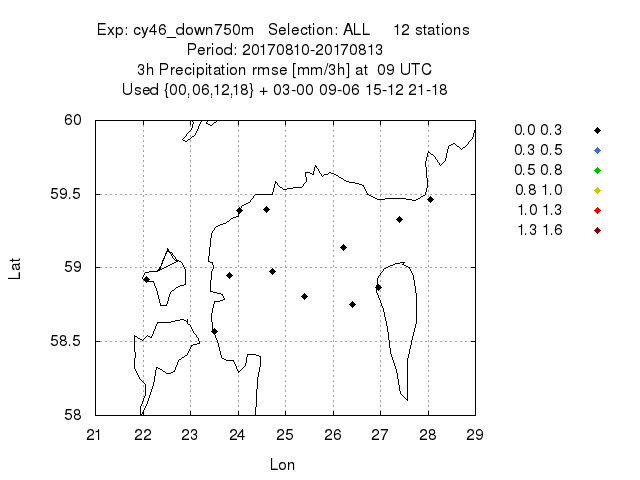 Exp: cy46_down750m   Selection: ALL     12 stations
Period: 20170810-20170813
3h Precipitation rmse [mm/3h] at  09 UTC
Used {00,06,12,18} + 03-00 09-06 15-12 21-18
60
59.5
59
58.5
58
Lat
21 22 23 24 25 26 27 28 29
Lon
0.0 0.3
0.3 0.5
0.5 0.8
0.8 1.0
1.0 1.3
1.3 1.6